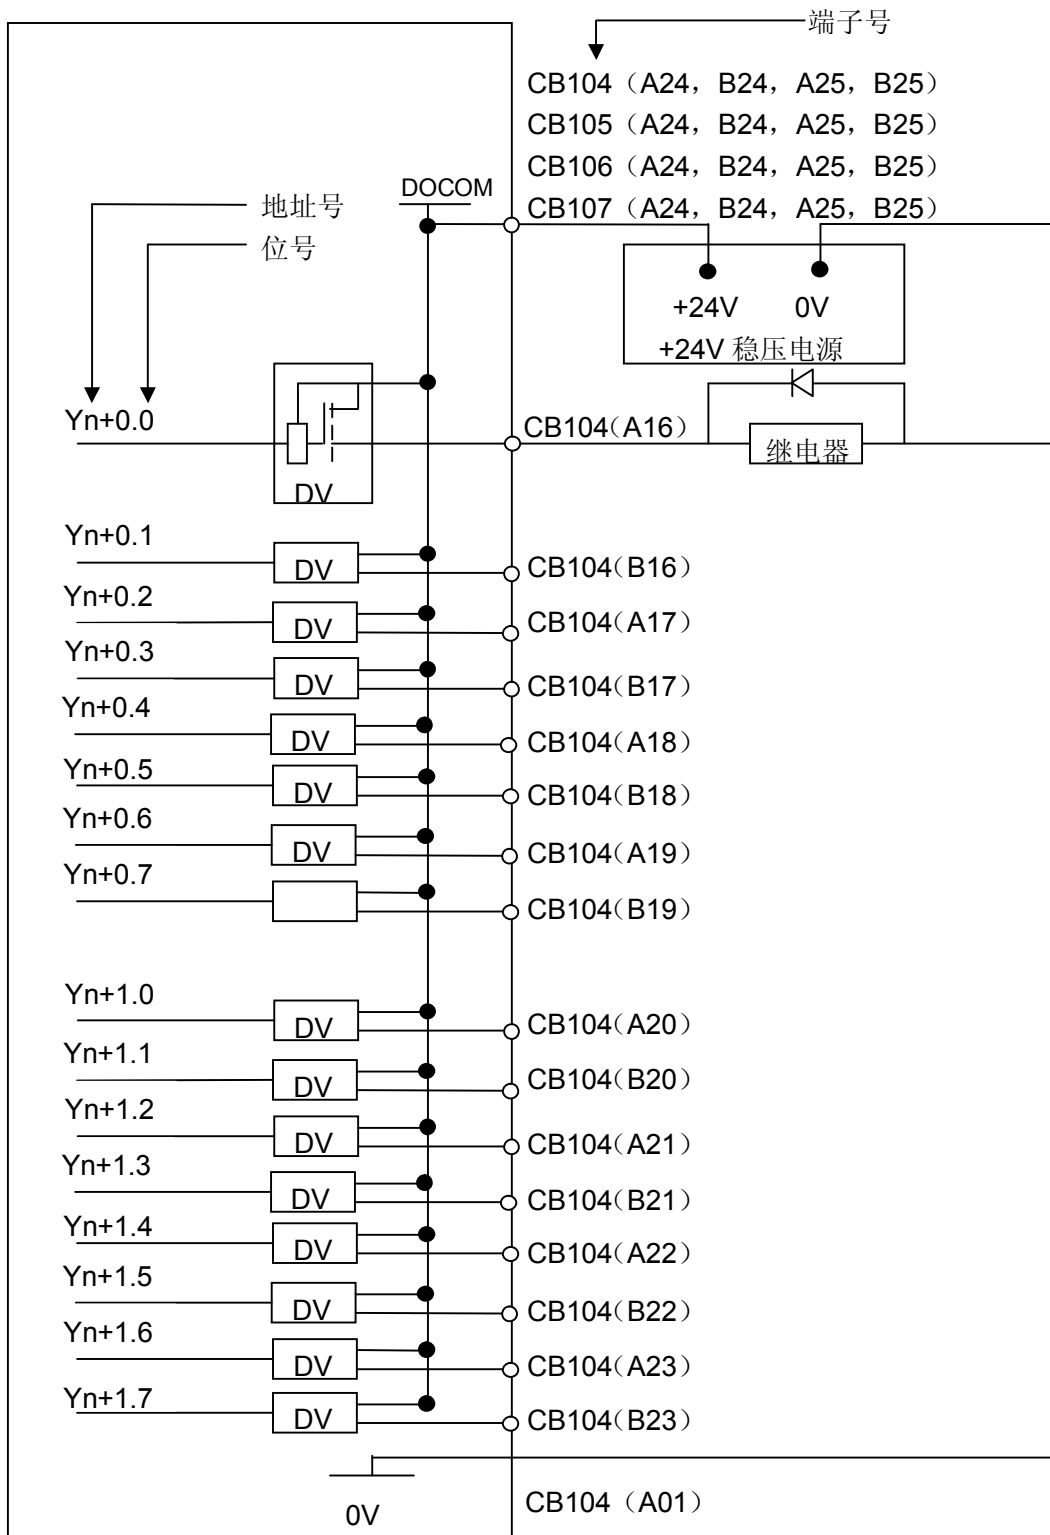 端子号
CB104（A24，B24，A25，B25）
CB105（A24，B24，A25，B25）
CB106（A24，B24，A25，B25）
DOCOM
CB107（A24，B24，A25，B25）
地址号
位号
+24V 0V
+24V 稳压电源
Yn+0.0
CB104(A16）
继电器
DV
Yn+0.1
DV
CB104（B16）
Yn+0.2
DV
CB104（A17）
Yn+0.3
DV
CB104（B17）
Yn+0.4
DV
CB104（A18）
Yn+0.5
DV
CB104（B18）
Yn+0.6
DV
CB104（A19）
Yn+0.7
CB104（B19）
Yn+1.0
DV
CB104（A20）
Yn+1.1
DV
CB104（B20）
Yn+1.2
DV
CB104（A21）
Yn+1.3
DV
CB104（B21）
Yn+1.4
DV
CB104（A22）
Yn+1.5
DV
CB104（B22）
Yn+1.6
DV
CB104（A23）
Yn+1.7
DV
CB104（B23）
0V
CB104（A01）